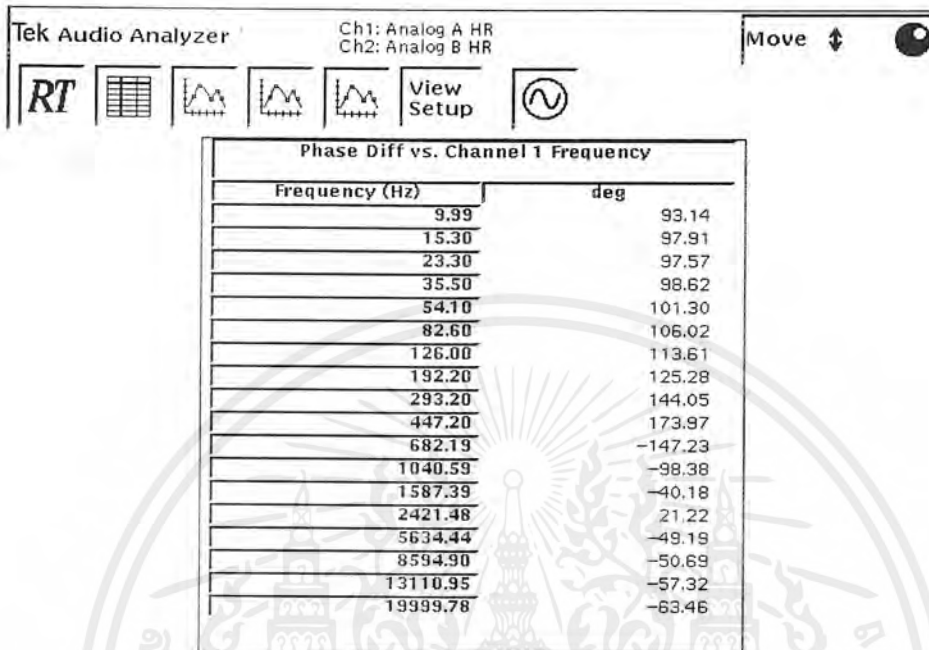 Tek Audio Analyzer
Ch1: Analog A HR
Ch2: Analog B HR
Move
RT
View
Setup
Phase Diff vs. Channel 1 Frequency
Frequency (Hz) deg
9.99 93.14
15.30 97.91
23.30 97.57
35.50 98.62
54.10 101.30
82.60 106.02
126.00 113.61
192.20 125.28
293.20 144.05
447.20 173.97
682.19 -147.23
1040.59 -98.38
1587.39 -40.18
2421.48 21.22
5634.44 -49.19
8594.90 -50.69
13110.95 -57.32
19999.78 -63.46